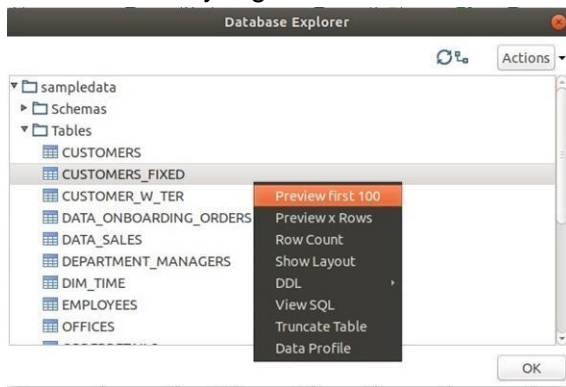 Database Explorer
Actions
sampledata
Schemas
Tables
CUSTOMERS
CUSTOMERS_FIXED
CUSTOMER_W_TER
Preview first 100
DATA_ONBOARDING_ORDERS
Preview x Rows
DATA_SALES
Row Count
DEPARTMENT_MANAGERS
Show Layout
DIM_TIME
DDL
EMPLOYEES
View SQL
OFFICES
Truncate Table
Data Profile
OK